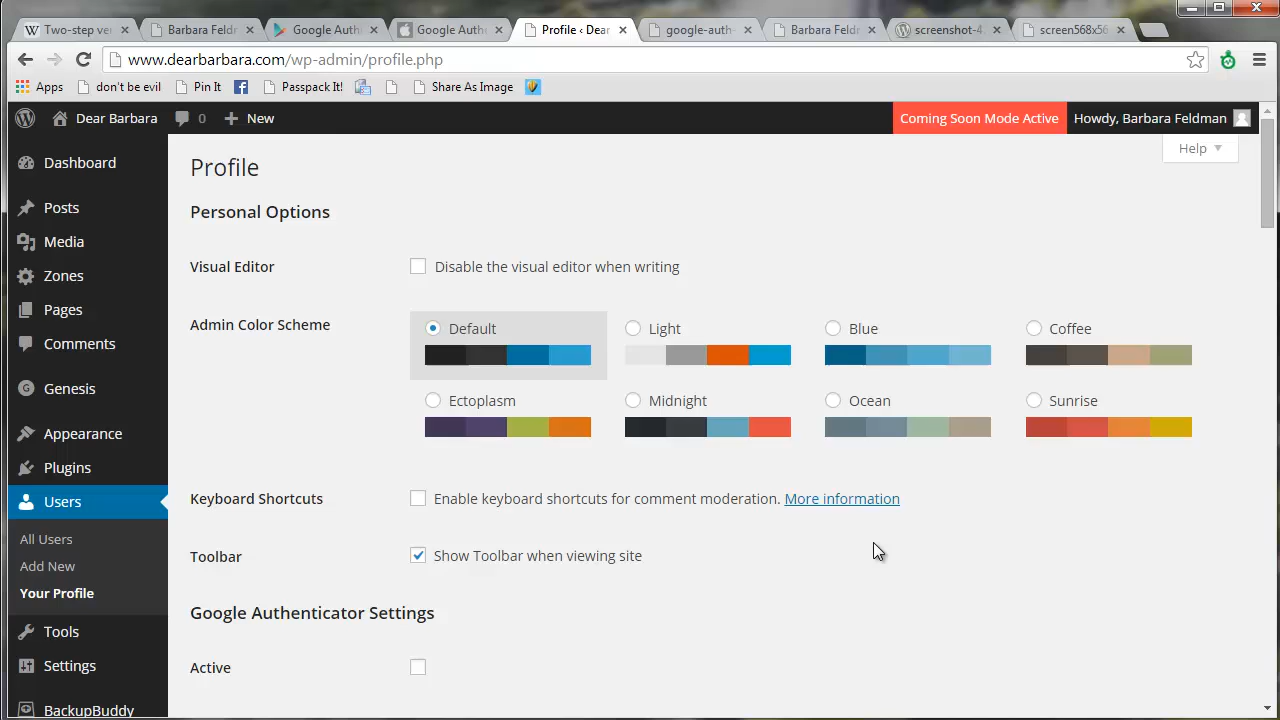 Two-step ve
Barbara Feldn
Google Auth
Google Auth
Profile ‹ Dear
google-auth-
Barbara Feldn
screenshot-4
screen568x56
www.dearbarbara.com/wp-admin/profile.php
Apps
don't be evil
Pin It
Passpack It!
Share As Image
Dear Barbara
0
New
Coming Soon Mode Active
Howdy, Barbara Feldman
Help
Dashboard
Posts
Media
Zones
Pages
Comments
Genesis
Appearance
Plugins
Users
All Users
Add New
Your Profile
Tools
Settings
BackupBuddy
Profile
Personal Options
Visual Editor
Disable the visual editor when writing
Admin Color Scheme
Default
Light
Blue
Coffee
Ectoplasm
Midnight
Ocean
Sunrise
Keyboard Shortcuts
Enable keyboard shortcuts for comment moderation. More information
Toolbar
Show Toolbar when viewing site
Google Authenticator Settings
Active